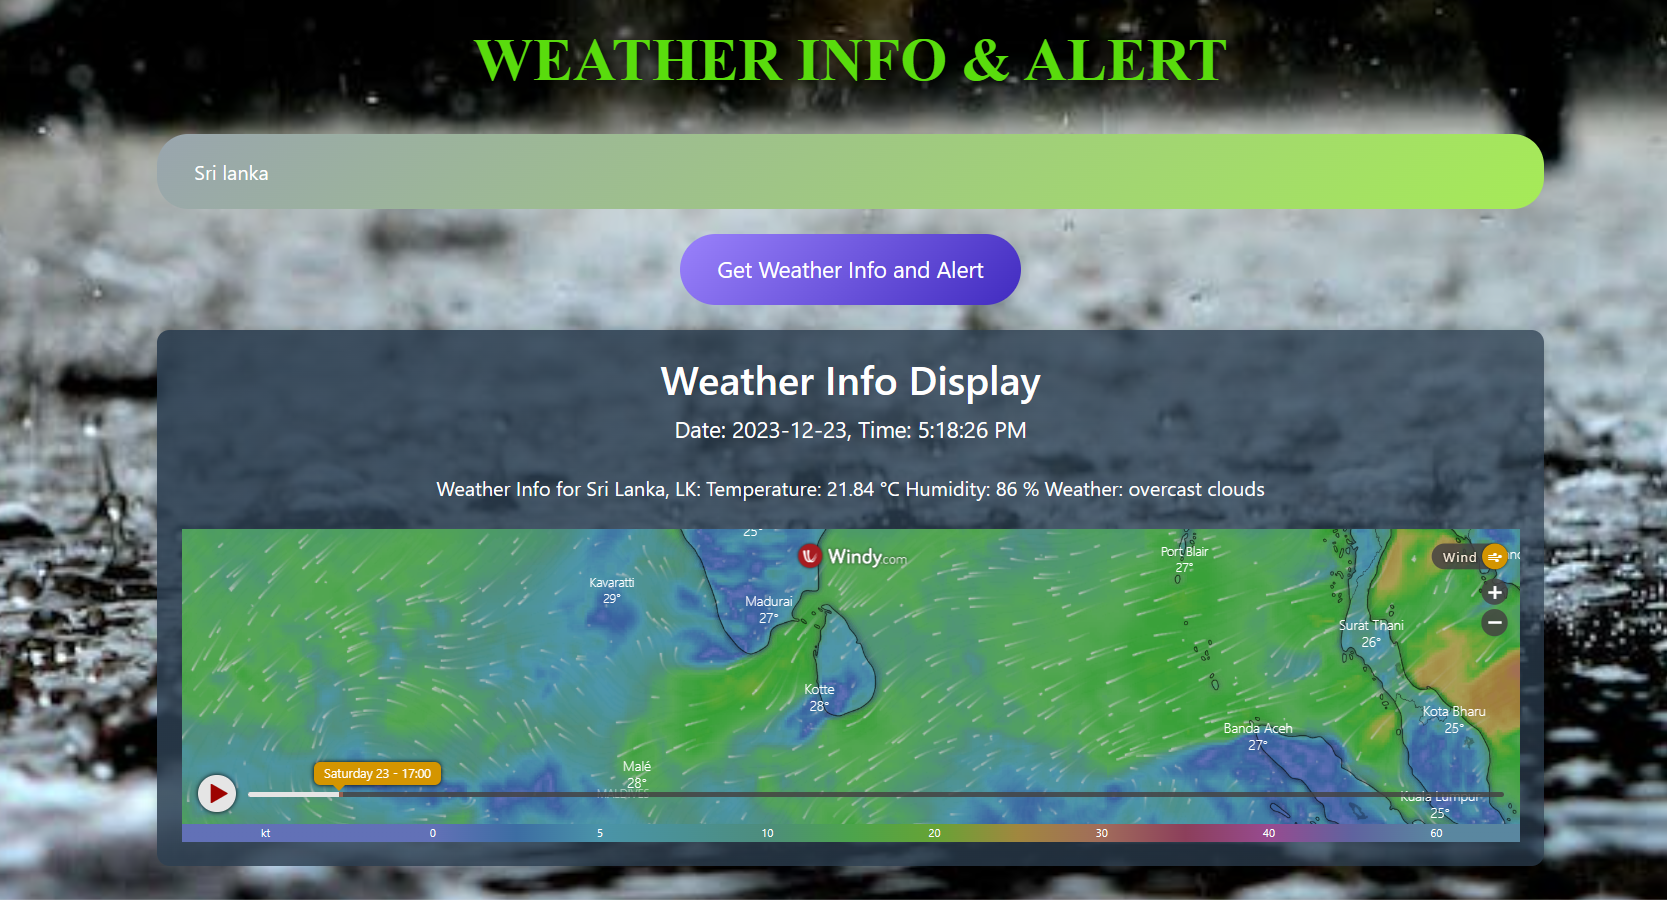 WEATHER INFO & ALERT
Sri lanka
Get Weather Info and Alert
Weather Info Display
Date: 2023-12-23, Time: 5:18:26 PM
Weather Info for Sri Lanka, LK: Temperature: 21.84 °C Humidity: 86 % Weather: overcast clouds
25°
Windy.com
Port Blair
27°
Wind
Kavaratti
29°
Madurai
27°
Surat Thani
26°
Kotte
28°
Kota Bharu
25°
Banda Aceh
27°
Malé
28°
MALDIVES
Saturday 23 - 17:00
Kuala Lumpur
25°
kt 0 5 10 20 30 40 60